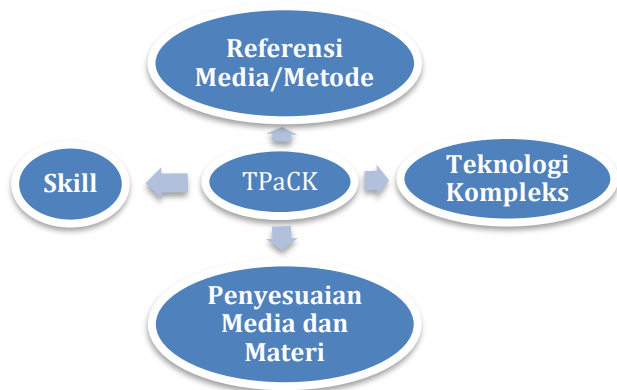 Referensi
Media/Metode
Skill
TPaCK
Teknologi
Kompleks
Penyesuaian
Media dan
Materi